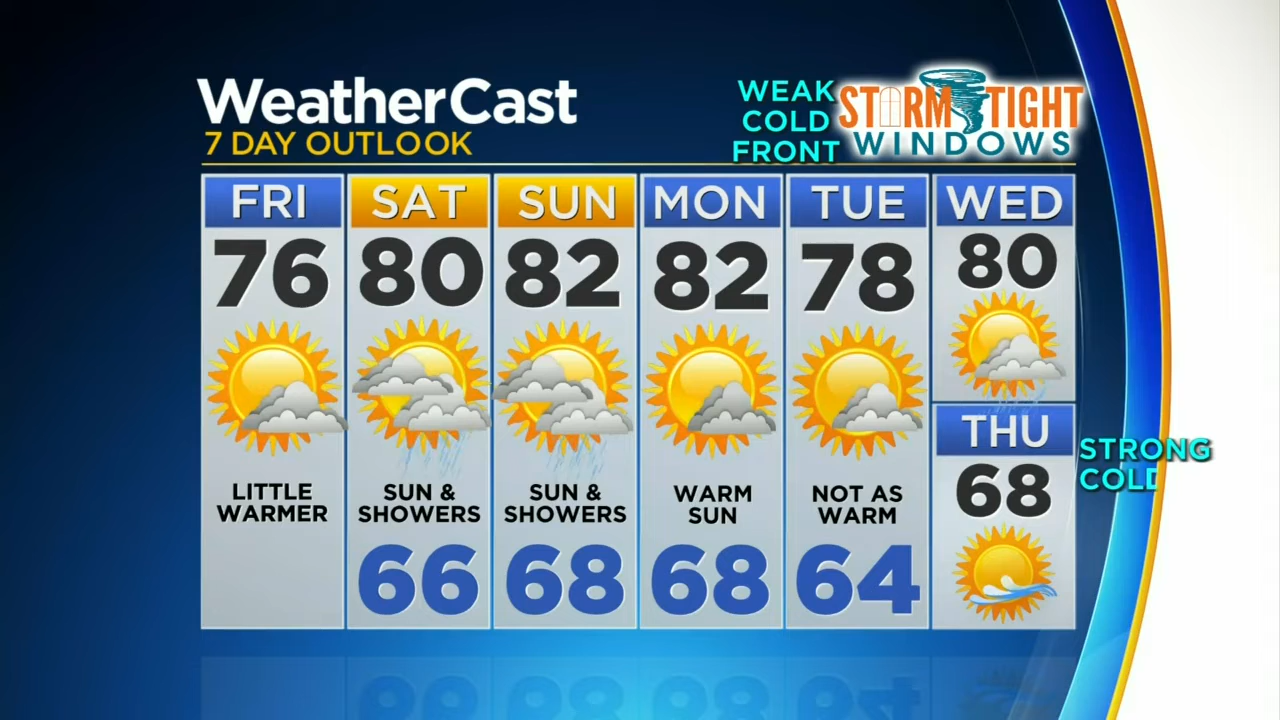 WeatherCast
7 DAY OUTLOOK
WEAK
COLD
FRONT
STORM TIGHT
WINDOWS
FRI
76
LITTLE
WARMER
SAT
80
SUN &
SHOWERS
66
SUN
82
SUN &
SHOWERS
68
MON
82
WARM
SUN
68
TUE
78
NOT AS
WARM
64
WED
80
THU
68
STRONG
COLD